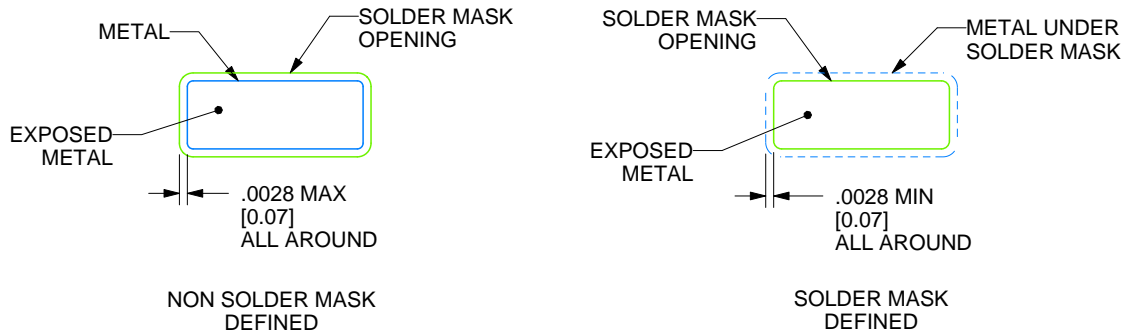 METAL
SOLDER MASK
OPENING
EXPOSED
METAL
.0028 MAX
[0.07]
ALL AROUND
NON SOLDER MASK
DEFINED
SOLDER MASK
OPENING
METAL UNDER
SOLDER MASK
EXPOSED
METAL
.0028 MIN
[0.07]
ALL AROUND
SOLDER MASK
DEFINED